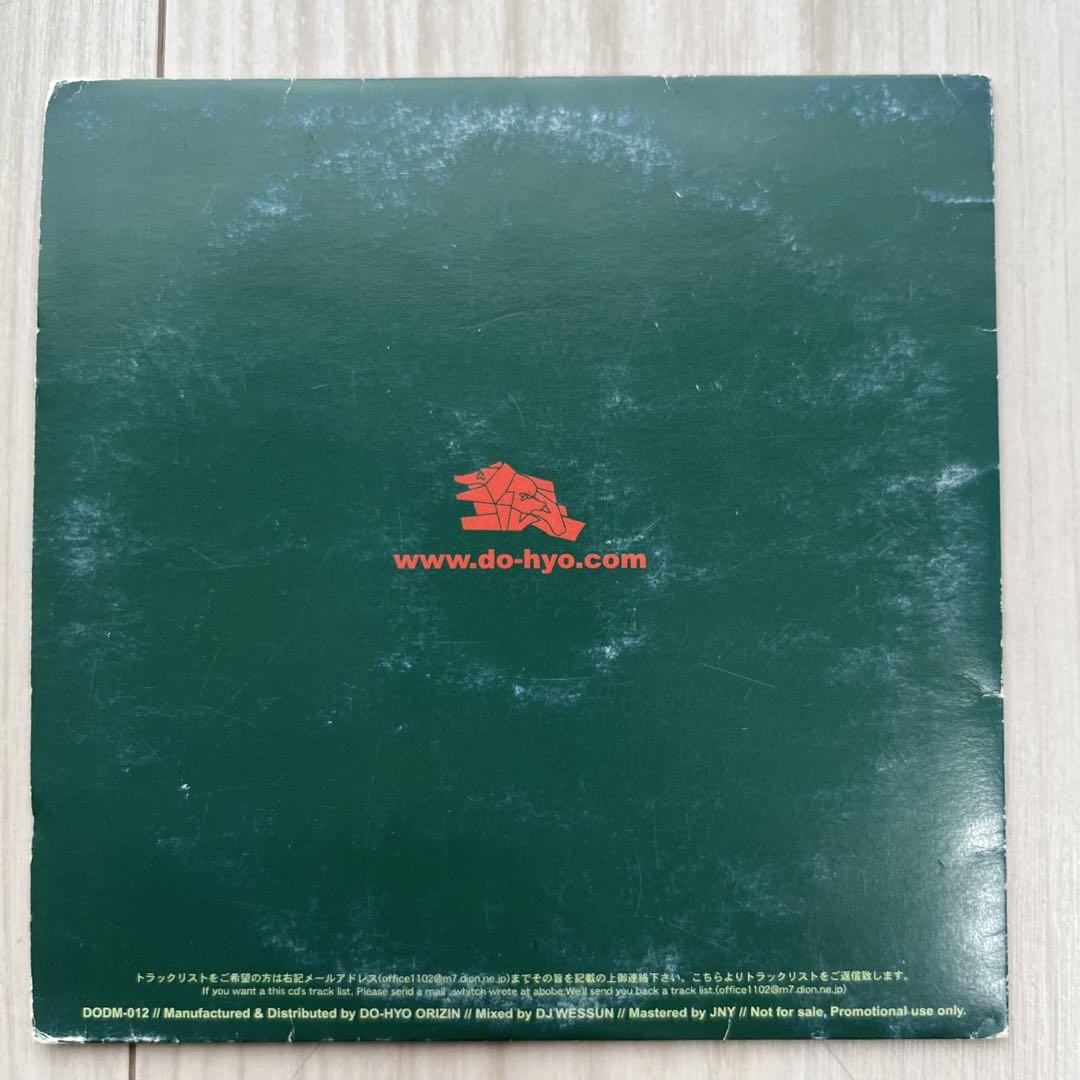 www.do-hyo.com
トラックリストをご希望の方は右記メールアドレス(office1102@m7.dion.ne.jp)までその旨を記載の上御連絡下さい、こちらよりトラックリストをご返信致します。
If you want a this cd's track list, Please send a mail ,whitch wrote at abobe.We'll send you back a track list.(office1102@m7.dion.ne.jp)
DODM-012 // Manufactured & Distributed by DO-HYO ORIZIN // Mixed by DJ WESSUN // Mastered by JNY // Not for sale, Promotional use only.